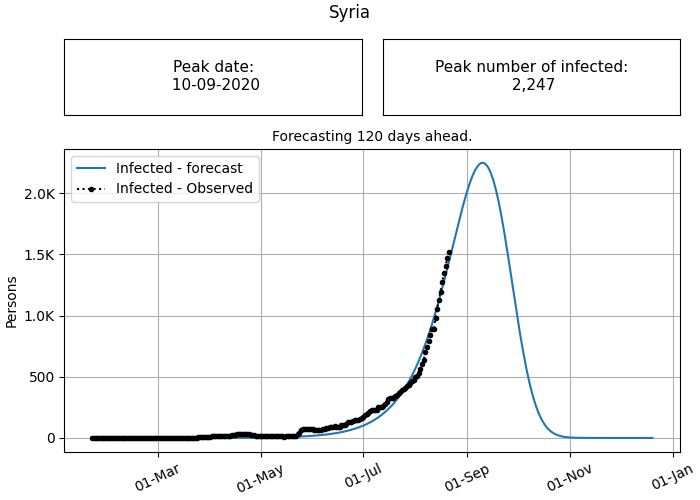 Syria
Peak date:
10-09-2020
Peak number of infected:
2,247
Forecasting 120 days ahead.
Infected - forecast
Infected - Observed
2.0K
1.5K
1.0K
500
0
Persons
01-Mar
01-May
01-Jul
01-Sep
01-Nov
01-Jan